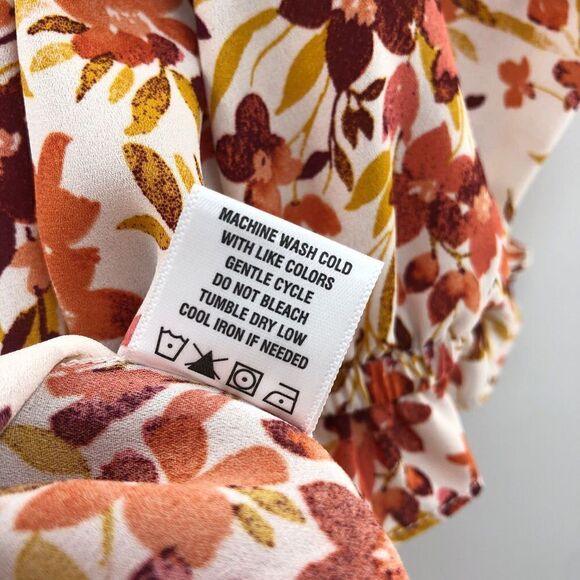 MACHINE WASH COLD
WITH LIKE COLORS
GENTLE CYCLE
DO NOT BLEACH
TUMBLE DRY LOW
COOL IRON IF NEEDED